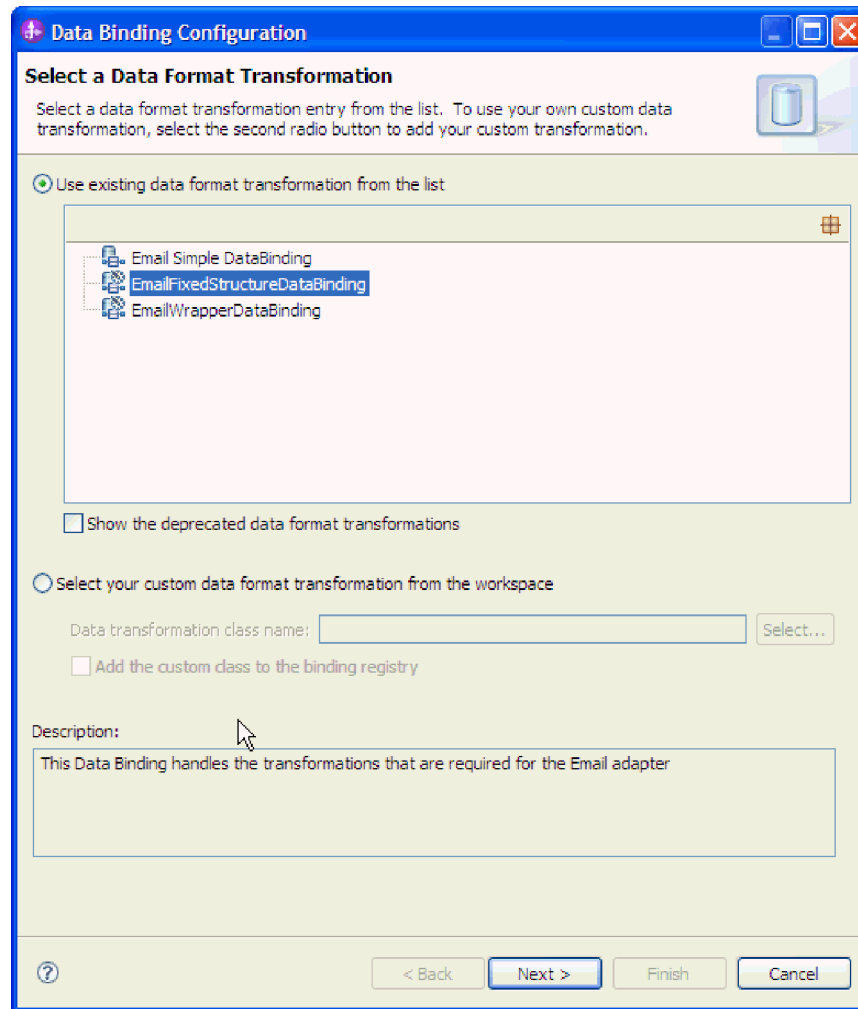 Data Binding Configuration
Select a Data Format Transformation
Select a data format transformation entry from the list. To use your own custom data
transformation, select the second radio button to add your custom transformation.
Use existing data format transformation from the list
Email Simple DataBinding
EmailFixedStructureDataBinding
EmailWrapperDataBinding
Show the deprecated data format transformations
Select your custom data format transformation from the workspace
Data transformation class name:
Select...
Add the custom class to the binding registry
Description:
This Data Binding handles the transformations that are required for the Email adapter
?
< Back
Next >
Finish
Cancel